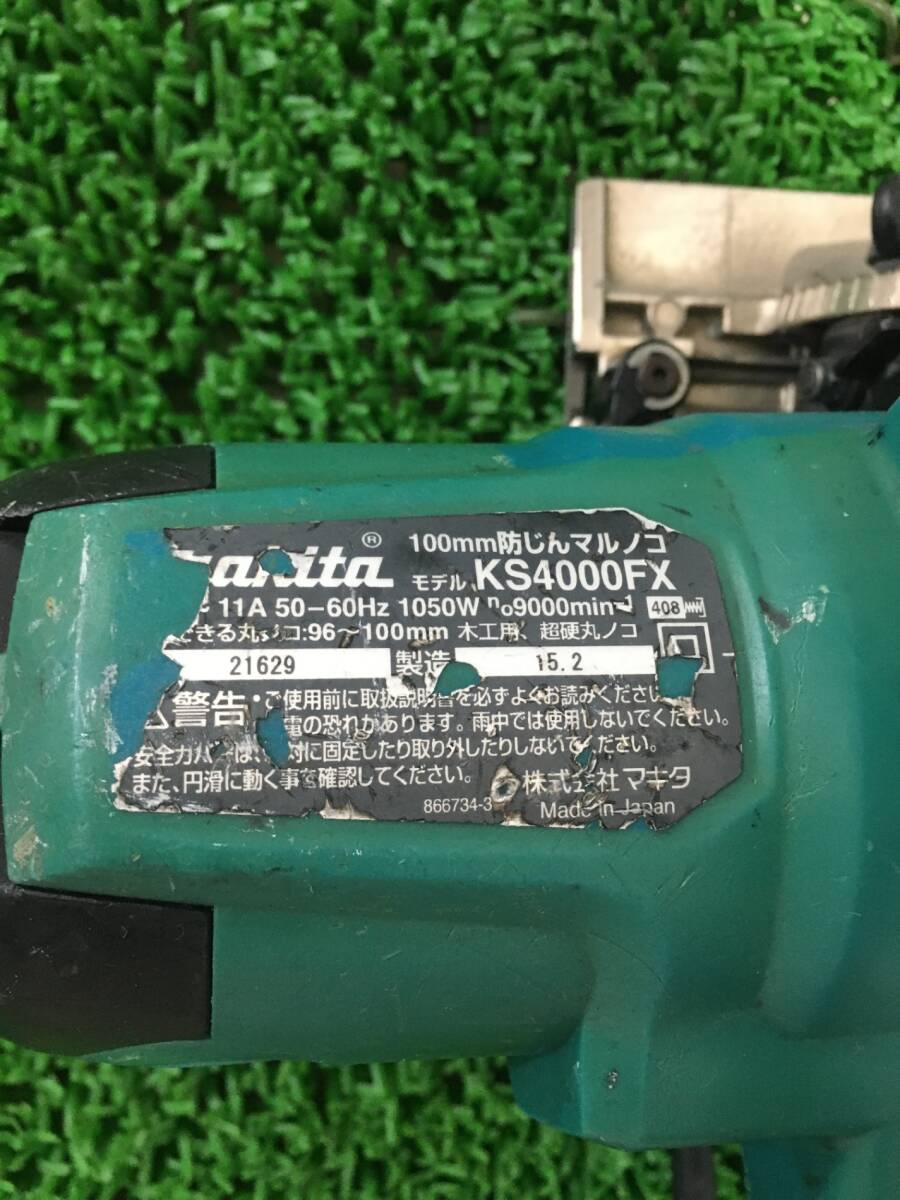 akita ® 100mm防じんマルノコ
モデル KS4000FX
11A 50−60Hz 1050W n₀9000min⁻¹ 408
できる丸ノコ:96〜100mm 木工用、超硬丸ノコ
21629 製造 15.2
警告・ご使用前に取扱説明書を必ずよくお読みください。
電の恐れがあります。雨中では使用しないでください。
安全カバーは、対に固定したり取り外したりしないでください。
また、円滑に動く事を確認してください。
株式会社マキタ
866734-3 Made in Japan